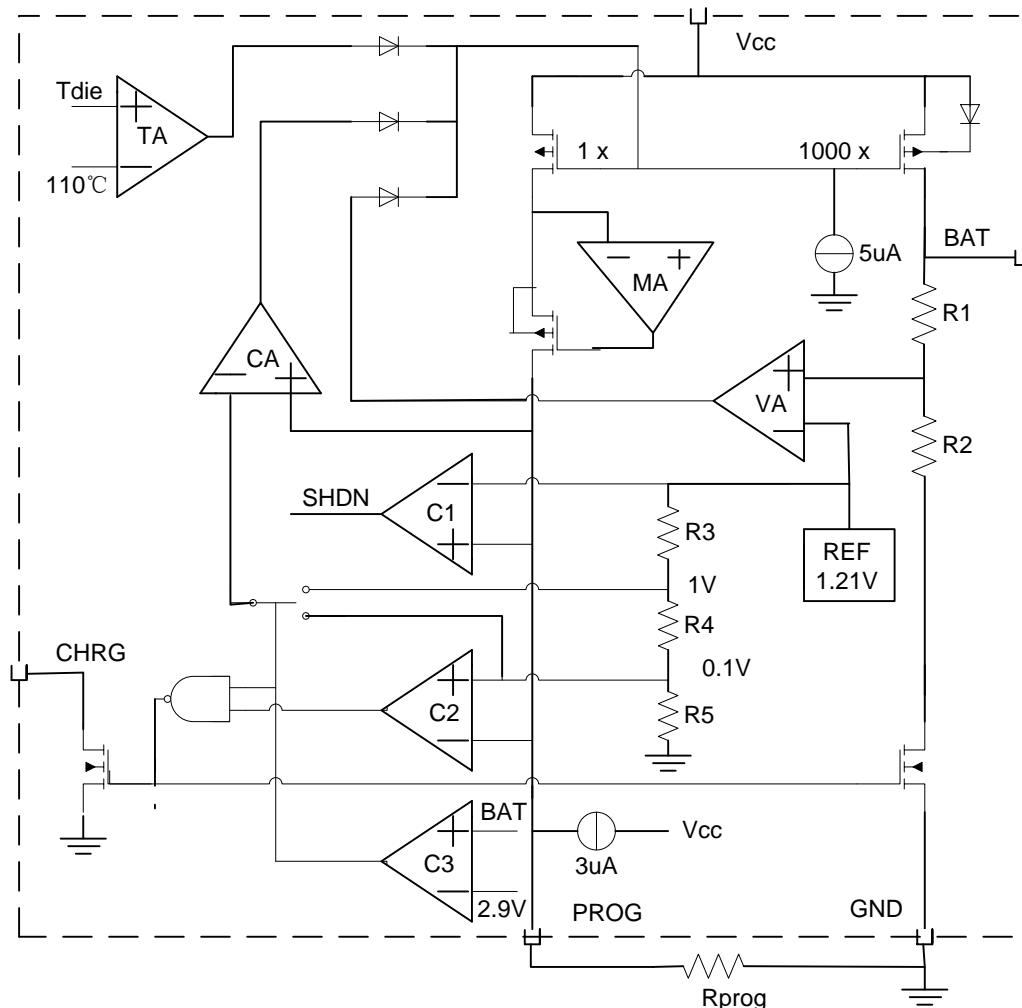 Vcc
Tdie
TA
110℃
1 x
1000 x
BAT
MA
5uA
R1
CA
VA
R2
SHDN
C1
R3
REF
1.21V
1V
R4
CHRG
0.1V
C2
R5
BAT
C3
Vcc
3uA
2.9V
PROG
GND
Rprog